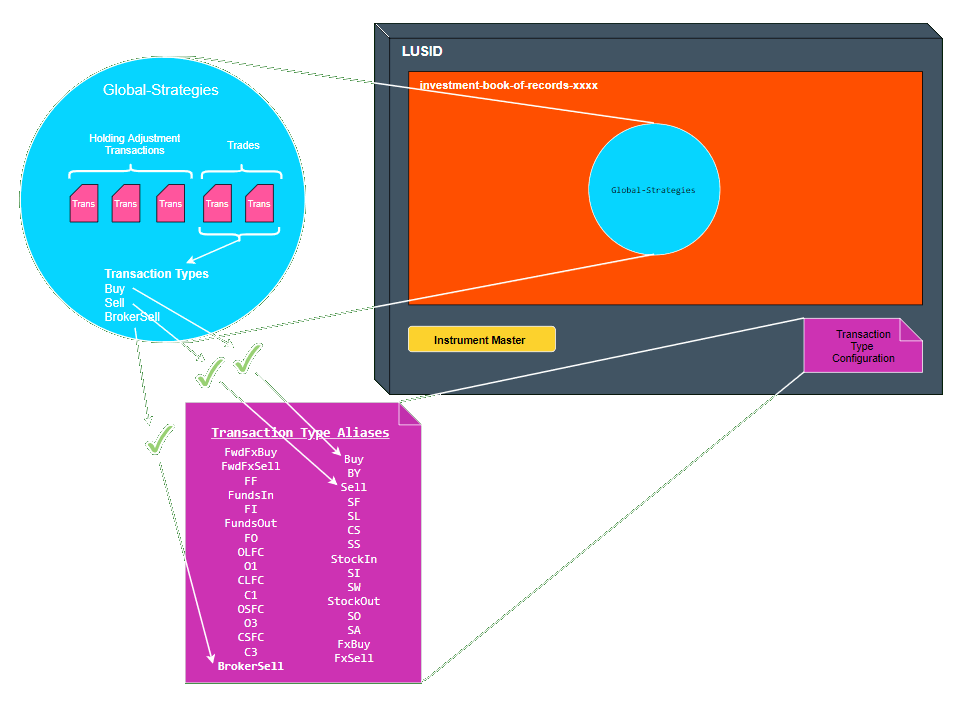 LUSID
investment-book-of-records-xxxx
Global-Strategies
Instrument Master
Transaction
Type
Configuration
Global-Strategies
Holding Adjustment
Transactions
Trades
Trans
Trans
Trans
Trans
Trans
Transaction Types
Buy
Sell
BrokerSell
Transaction Type Aliases
FwdFxBuy
FwdFxSell
FF
FundsIn
FI
FundsOut
FO
OLFC
O1
CLFC
C1
OSFC
O3
CSFC
C3
BrokerSell
Buy
BY
Sell
SF
SL
CS
SS
StockIn
SI
SW
StockOut
SO
SA
FxBuy
FxSell